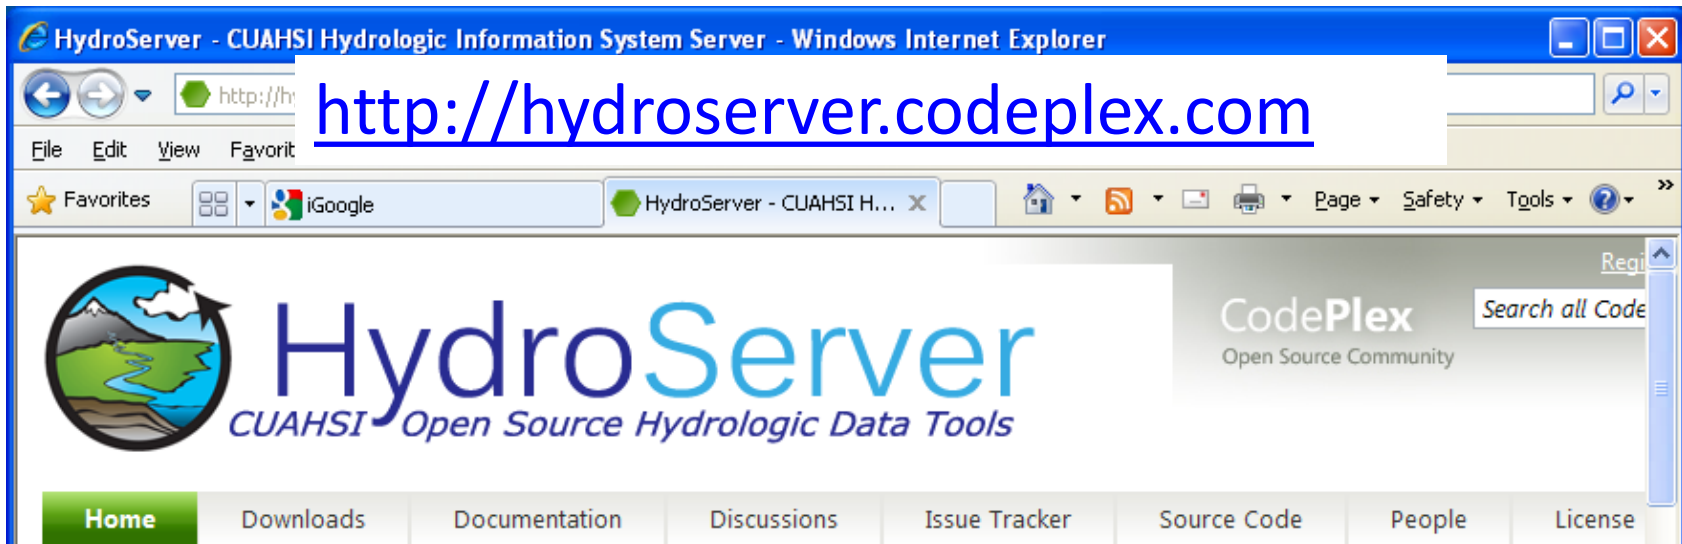 HydroServer - CUAHSI Hydrologic Information System Server - Windows Internet Explorer
http://h
http://hydroserver.codeplex.com
File Edit View Favorit
Favorites iGoogle HydroServer - CUAHSI H... Page Safety Tools »
Regi
CodePlex Search all Code
HydroServer Open Source Community
CUAHSI Open Source Hydrologic Data Tools
Home Downloads Documentation Discussions Issue Tracker Source Code People License